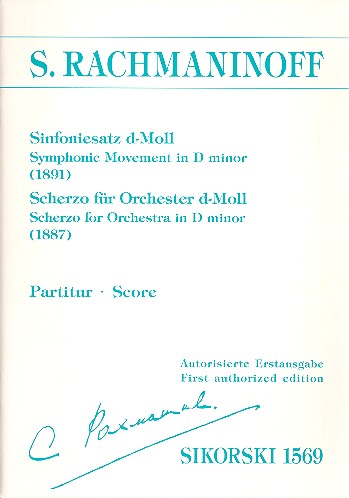 S. RACHMANINOFF
Sinfoniesatz d-Moll
Symphonic Movement in D minor
(1891)
Scherzo für Orchester d-Moll
Scherzo for Orchestra in D minor
(1887)
Partitur · Score
Autorisierte Erstausgabe
First authorized edition
С Рахманинов.
SIKORSKI 1569